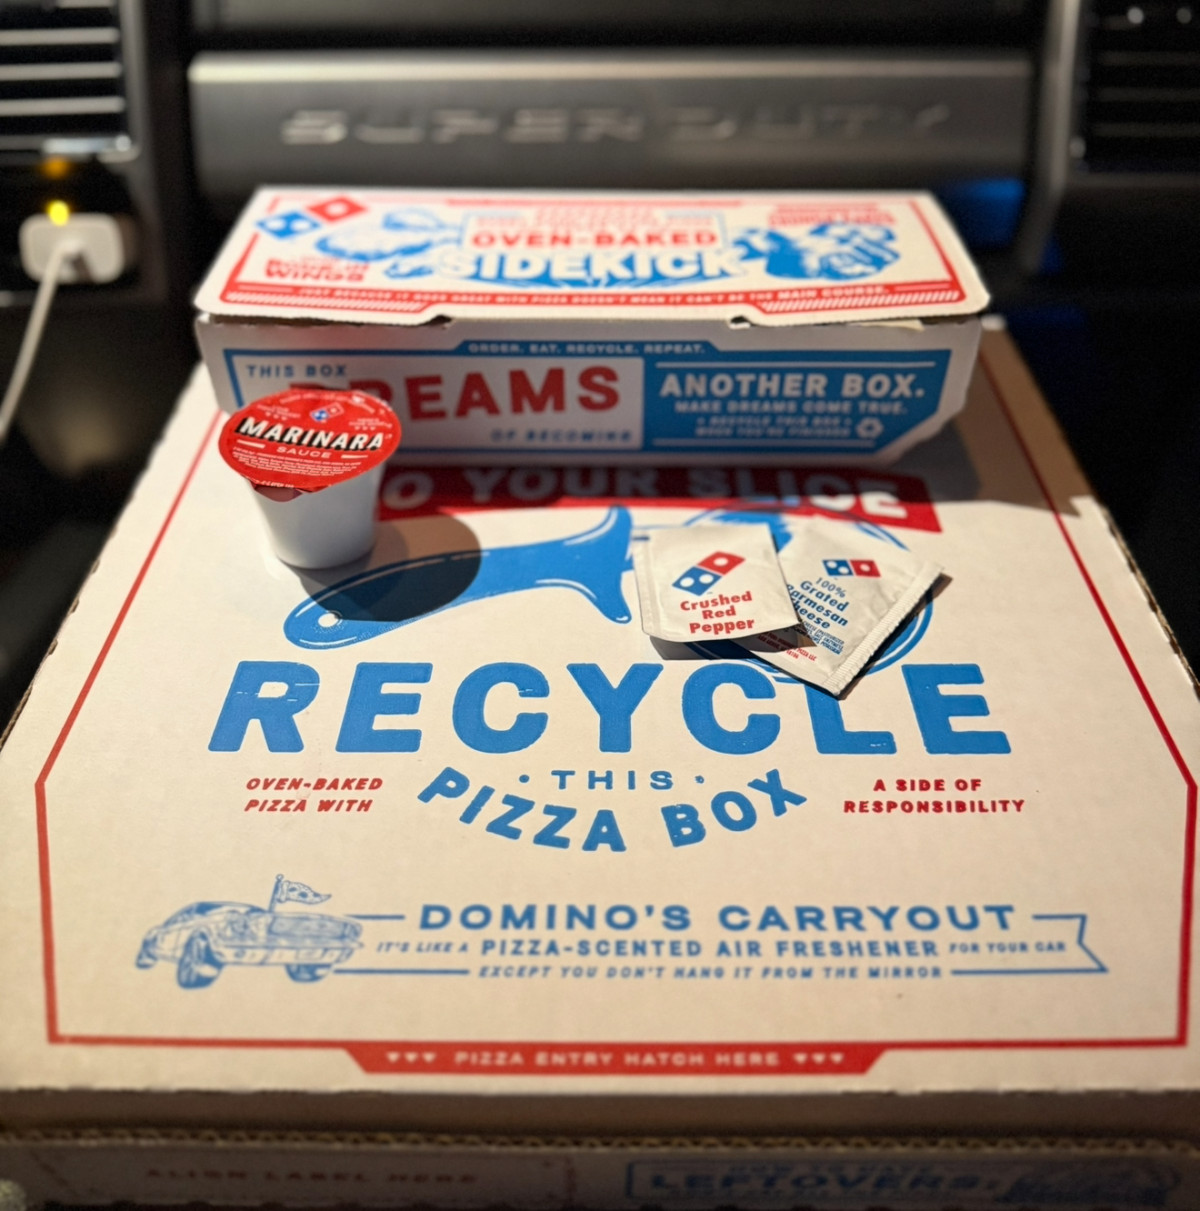 SUPER DUTY
OVEN-BAKED
SIDEKICK
WINGS
JUST BECAUSE IT GOES GREAT WITH PIZZA DOESN'T MEAN IT CAN'T BE THE MAIN COURSE.
ORDER. EAT. RECYCLE. REPEAT.
THIS BOX
DREAMS
OF BECOMING
ANOTHER BOX.
MAKE DREAMS COME TRUE.
RECYCLE THIS BOX
MARINARA
SAUCE
O YOUR SLICE
Crushed
Red
Pepper
100%
Grated
Parmesan
Cheese
RECYCLE
• THIS •
PIZZA BOX
OVEN-BAKED
PIZZA WITH
A SIDE OF
RESPONSIBILITY
DOMINO'S CARRYOUT
IT'S LIKE A PIZZA-SCENTED AIR FRESHENER FOR YOUR CAR
EXCEPT YOU DON'T HANG IT FROM THE MIRROR
♥♥♥ PIZZA ENTRY HATCH HERE ♥♥♥
ALIGN LABEL HERE
LEFTOVERS: